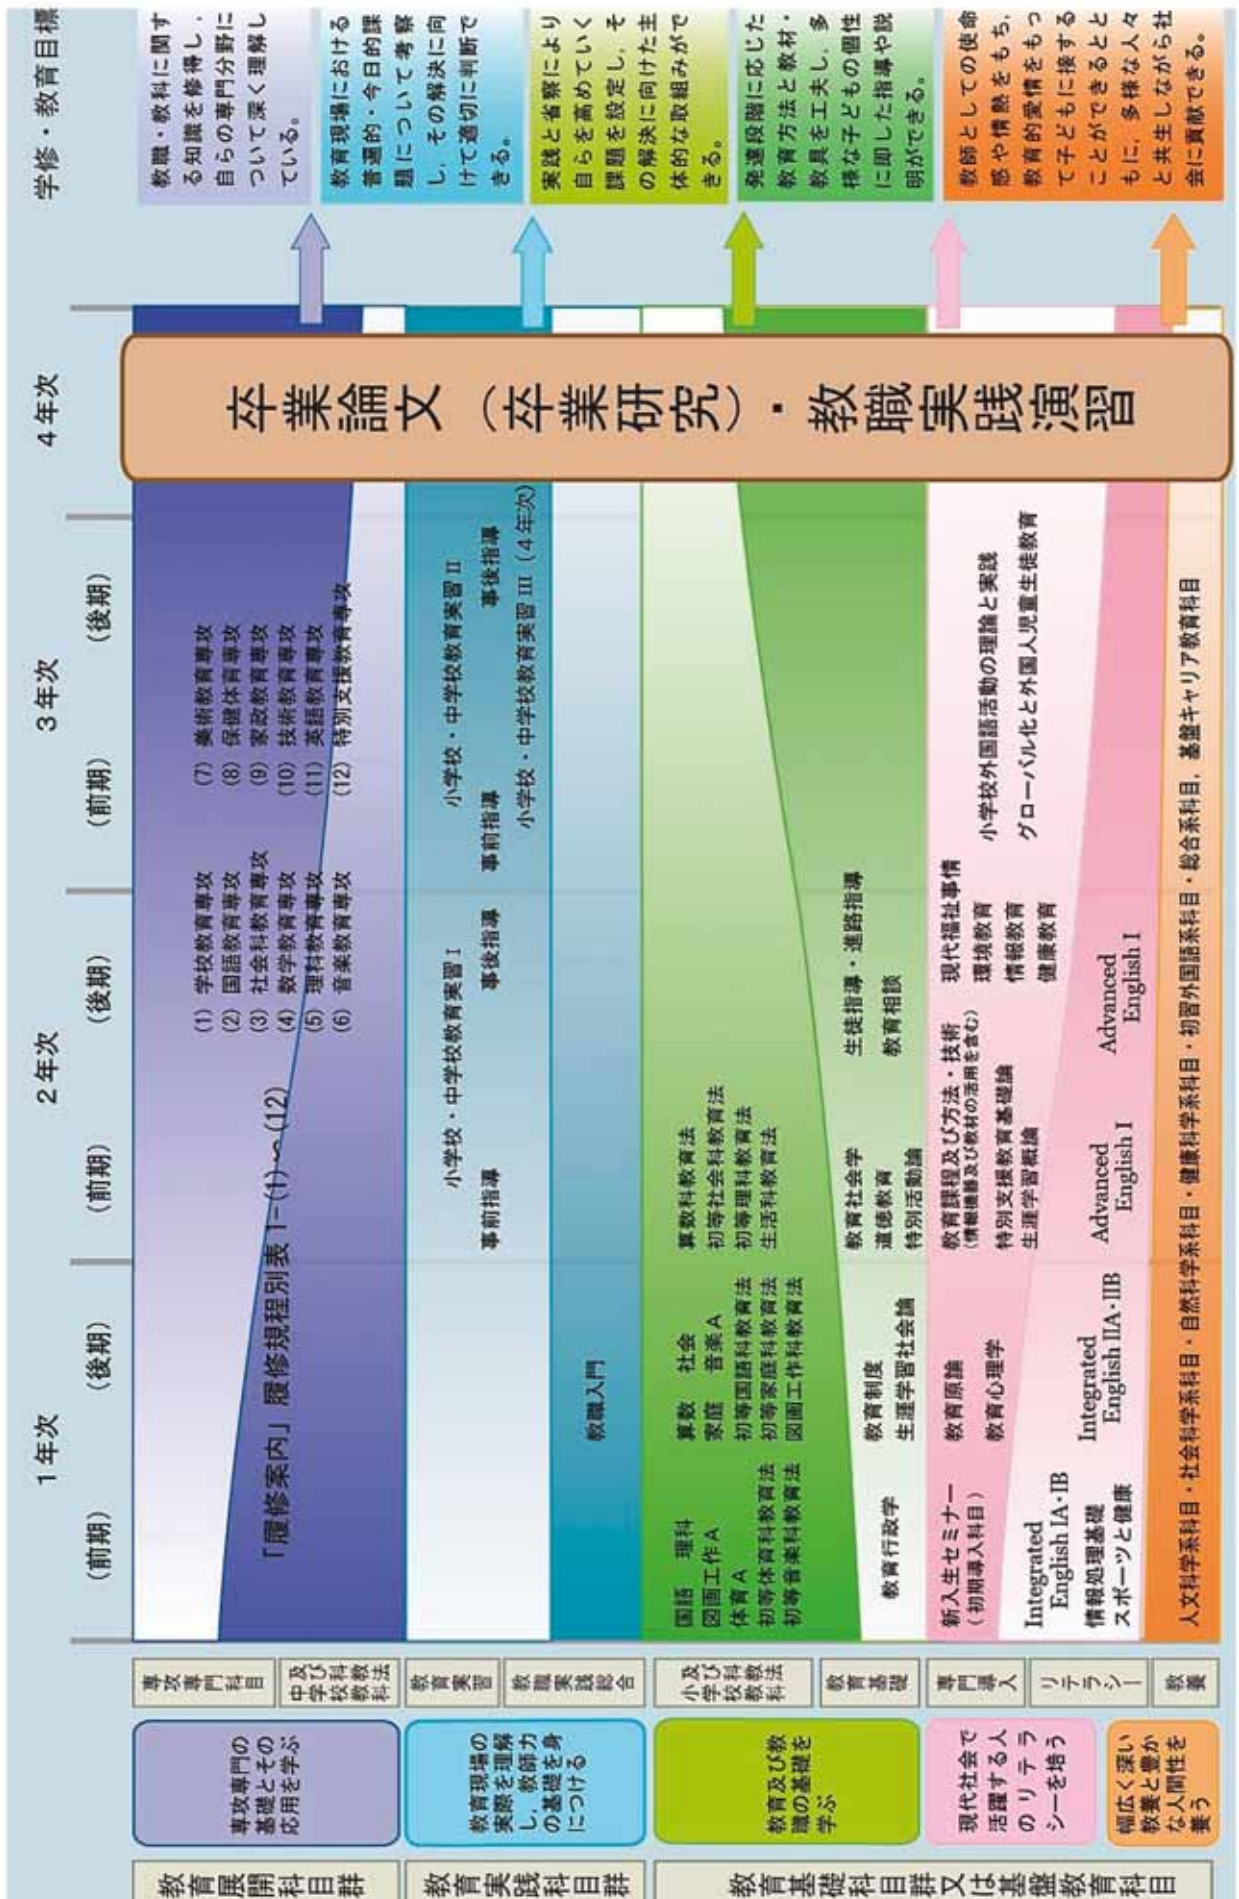 1年次
2年次
3年次
4年次
学修・教育目標
(前期)
(後期)
(前期)
(後期)
(前期)
(後期)
教育展開科目群
専攻専門の
基礎とその
応用を学ぶ
専攻専門科目
中学校教科
及び教科法
「履修案内」履修規程別表 1-(1)~(12)
(1) 学校教育専攻
(2) 国語教育専攻
(3) 社会科教育専攻
(4) 数学教育専攻
(5) 理科教育専攻
(6) 音楽教育専攻
(7) 美術教育専攻
(8) 保健体育専攻
(9) 家政教育専攻
(10) 技術教育専攻
(11) 英語教育専攻
(12) 特別支援教育専攻
教育実践科目群
教育現場の
実際を理解
し、教師力
の基礎を身
につける
教育実習
教職実践総合
教職入門
小学校・中学校教育実習 I
事前指導
事後指導
小学校・中学校教育実習 II
事前指導
事後指導
小学校・中学校教育実習 III(4年次)
教育基礎科目群又は基盤教育科目
教育及び教
職の基礎を
学ぶ
小学校教科
及び教科法
教育基礎
国語 理科
図画工作A
体育A
初等体育科教育法
初等音楽科教育法
算数 社会
家庭 音楽A
初等国語科教育法
初等家庭科教育法
図画工作科教育法
算数科教育法
初等社会科教育法
初等理科教育法
生活科教育法
教育行政学
教育制度
生涯学習社会論
教育社会学
道徳教育
特別活動論
生徒指導・進路指導
教育相談
現代社会で
活躍する人
のリテラ
シーを培う
専門導入
リテラシー
新入生セミナー
(初期導入科目)
教育原論
教育心理学
教育課程及び方法・技術
(情報機器及び教材の活用を含む)
特別支援教育基礎論
生涯学習概論
現代福祉事情
環境教育
情報教育
健康教育
小学校外国語活動の理論と実践
グローバル化と外国人児童生徒教育
Integrated
English IA・IB
情報処理基礎
スポーツと健康
Integrated
English IIA・IIB
Advanced
English I
Advanced
English I
幅広く深い
教養と豊か
な人間性を
養う
教養
人文科学系科目・社会科学系科目・自然科学系科目・健康科学系科目・初習外国語系科目・総合系科目，基盤キャリア教育科目
卒業論文(卒業研究)・教職実践演習
教職・教科に関す
る知識を修得し，
自らの専門分野に
ついて深く理解し
ている。
教育現場における
普遍的・今日的課
題について考察
し，その解決に向
けて適切に判断で
きる。
実践と省察により
自らを高めていく
課題を設定し，そ
の解決に向けた主
体的な取組みがで
きる。
発達段階に応じた
教育方法と教材・
教具を工夫し，多
様な子どもの個性
に即した指導や説
明ができる。
教師としての使命
感や情熱をもち，
教育的愛情をもっ
て子どもに接する
ことができるとと
もに，多様な人々
と共生しながら社
会に貢献できる。